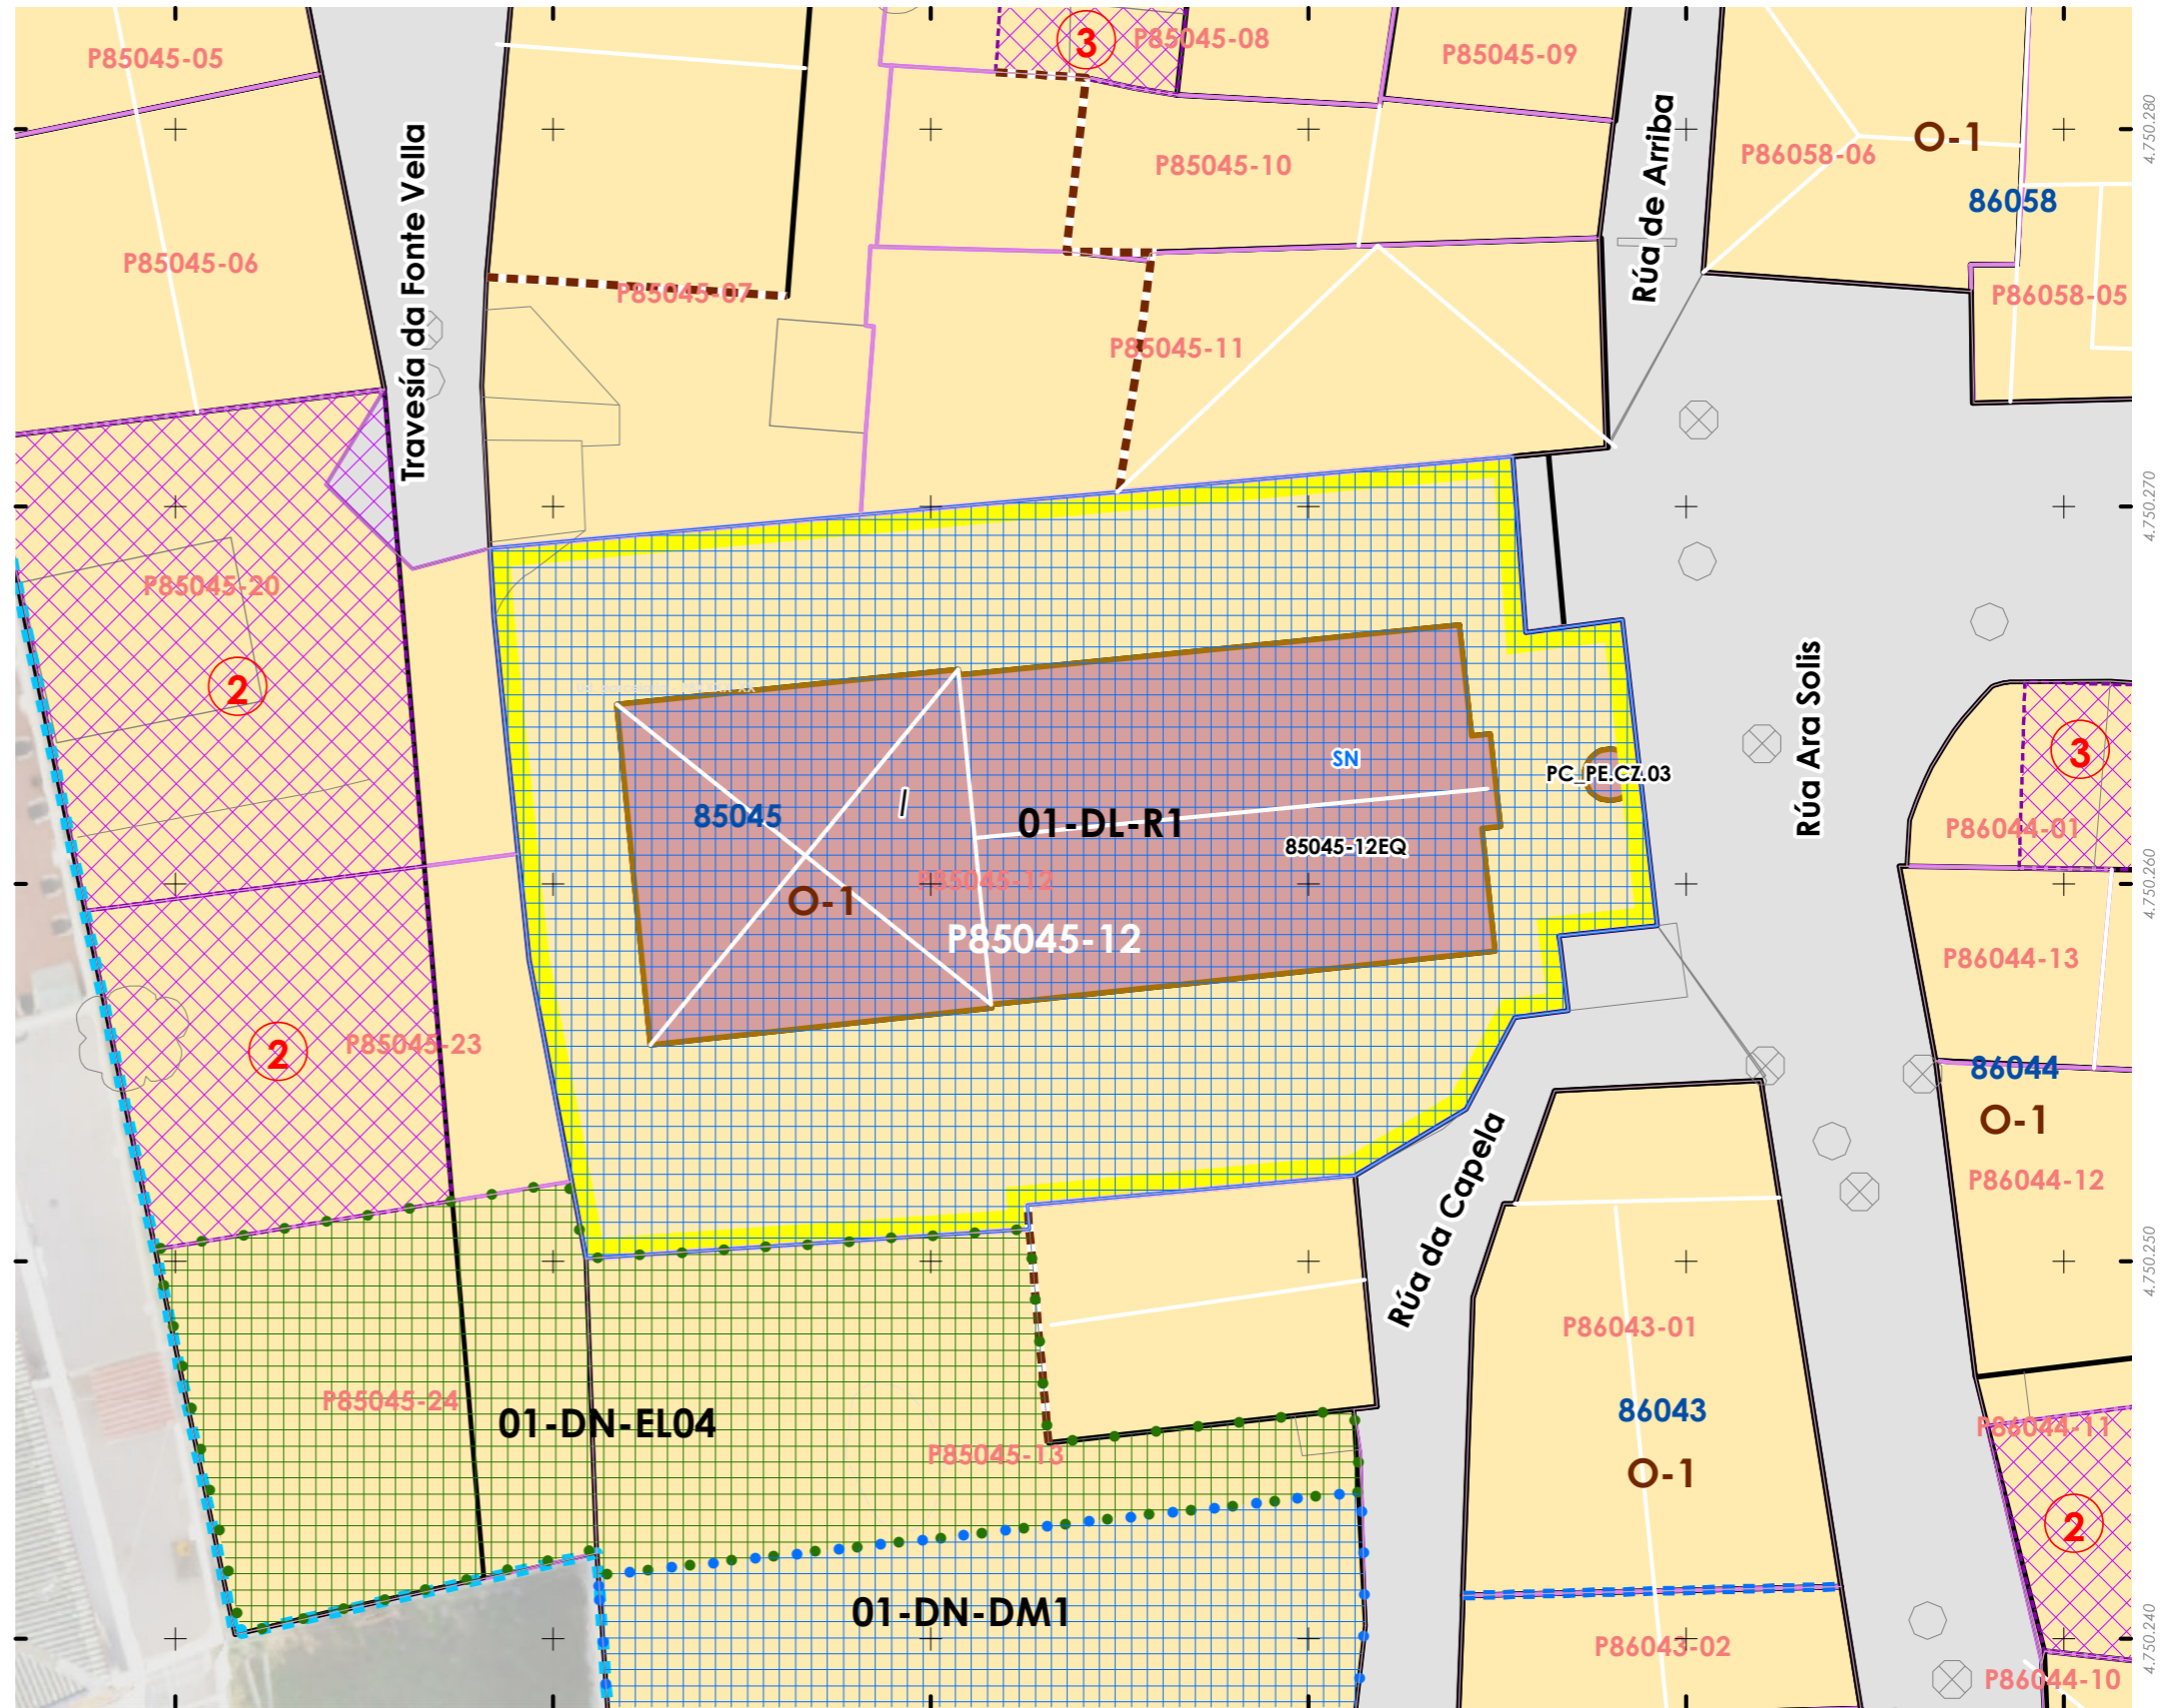 P85045-05
3
P85045-08
P85045-09
4.750.280
Rúa de Arriba
O-1
P86058-06
P85045-10
Travesía da Fonte Vella
86058
P85045-06
P85045-07
P86058-05
P85045-11
4.750.270
P85045-20
2
Rúa Ara Solis
3
SN
PC_PE.CZ.03
I
85045
01-DL-R1
P86044-01
85045-12EQ
P85045-12
O-1
4.750.260
P85045-12
P86044-13
2
P85045-23
86044
O-1
Rúa da Capela
P86044-12
4.750.250
P86043-01
P85045-24
01-DN-EL04
86043
P86044-11
P85045-13
O-1
2
01-DN-DM1
4.750.240
P86043-02
P86044-10